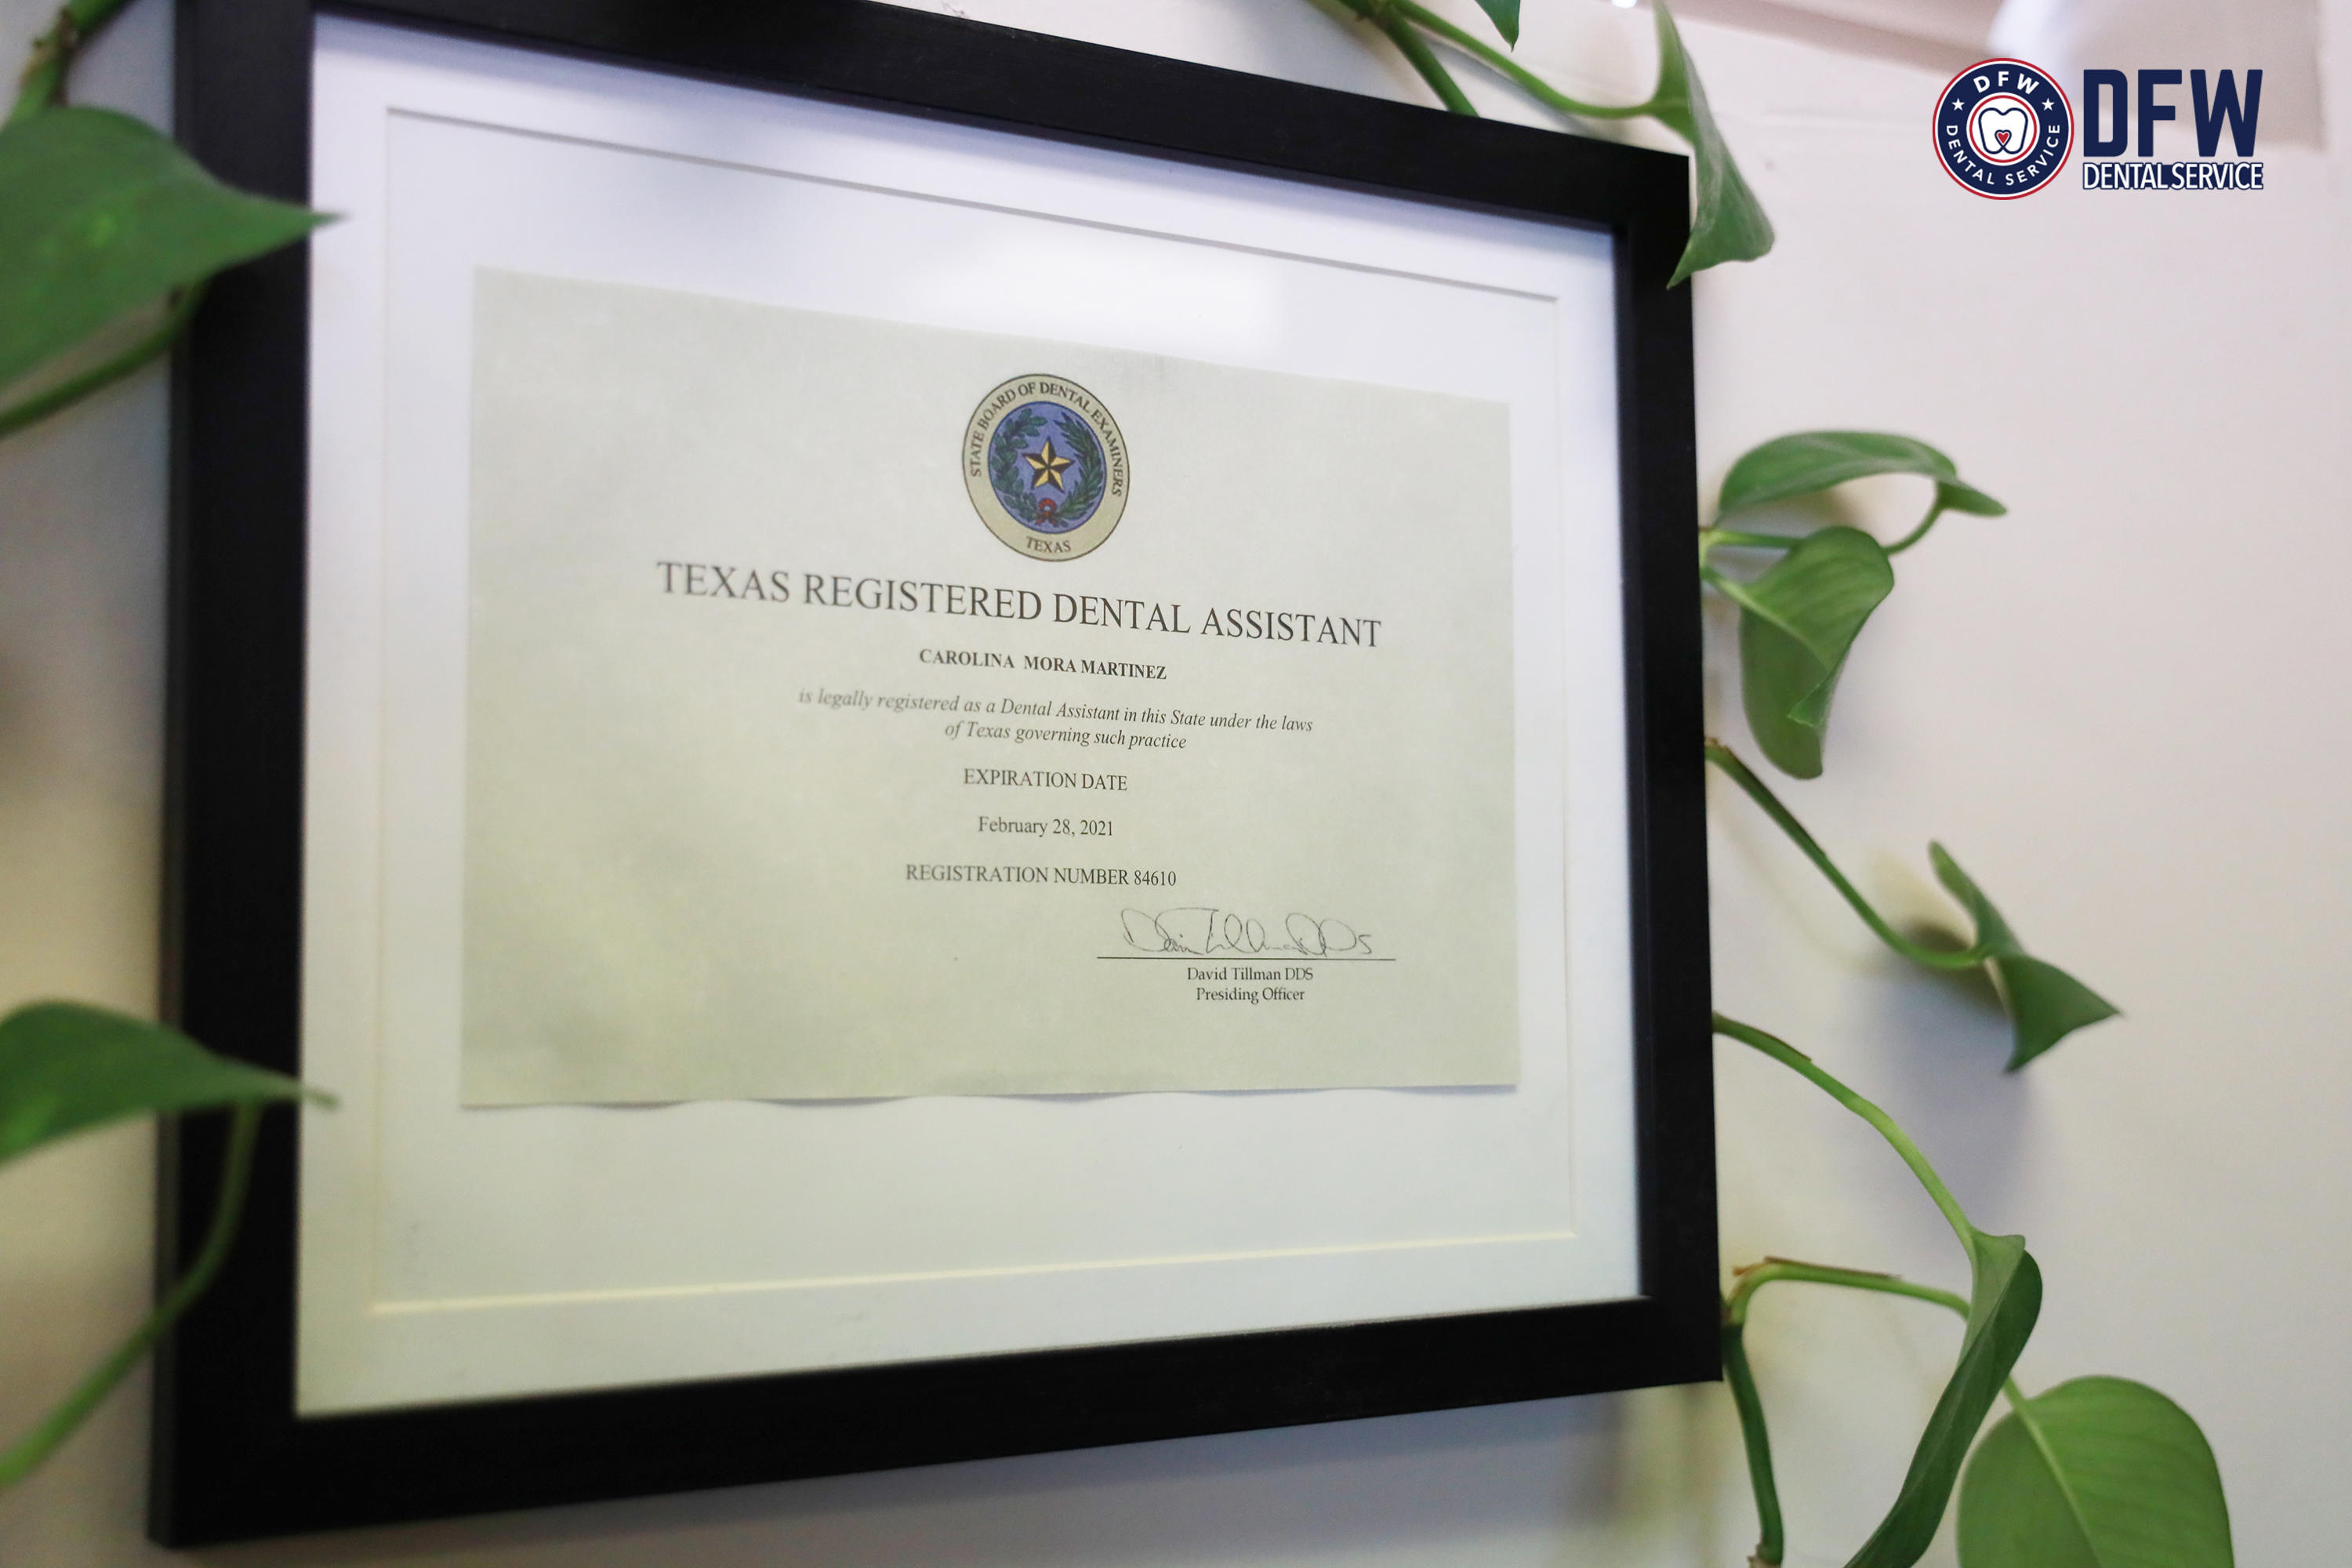 DFW
DENTAL SERVICE
DFW
DENTAL SERVICE
STATE BOARD OF DENTAL EXAMINERS
TEXAS
TEXAS REGISTERED DENTAL ASSISTANT
CAROLINA MORA MARTINEZ
is legally registered as a Dental Assistant in this State under the laws
of Texas governing such practice
EXPIRATION DATE
February 28, 2021
REGISTRATION NUMBER 84610
David Tillman DDS
Presiding Officer